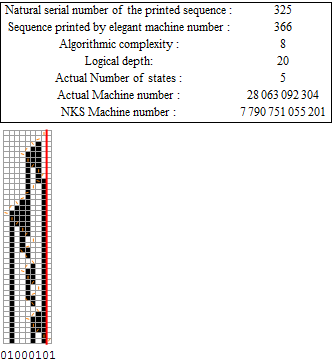 Natural serial number of the printed sequence : 325
Sequence printed by elegant machine number : 366
Algorithmic complexity : 8
Logical depth: 20
Actual Number of states : 5
Actual Machine number : 28 063 092 304
NKS Machine number : 7 790 751 055 201
01000101